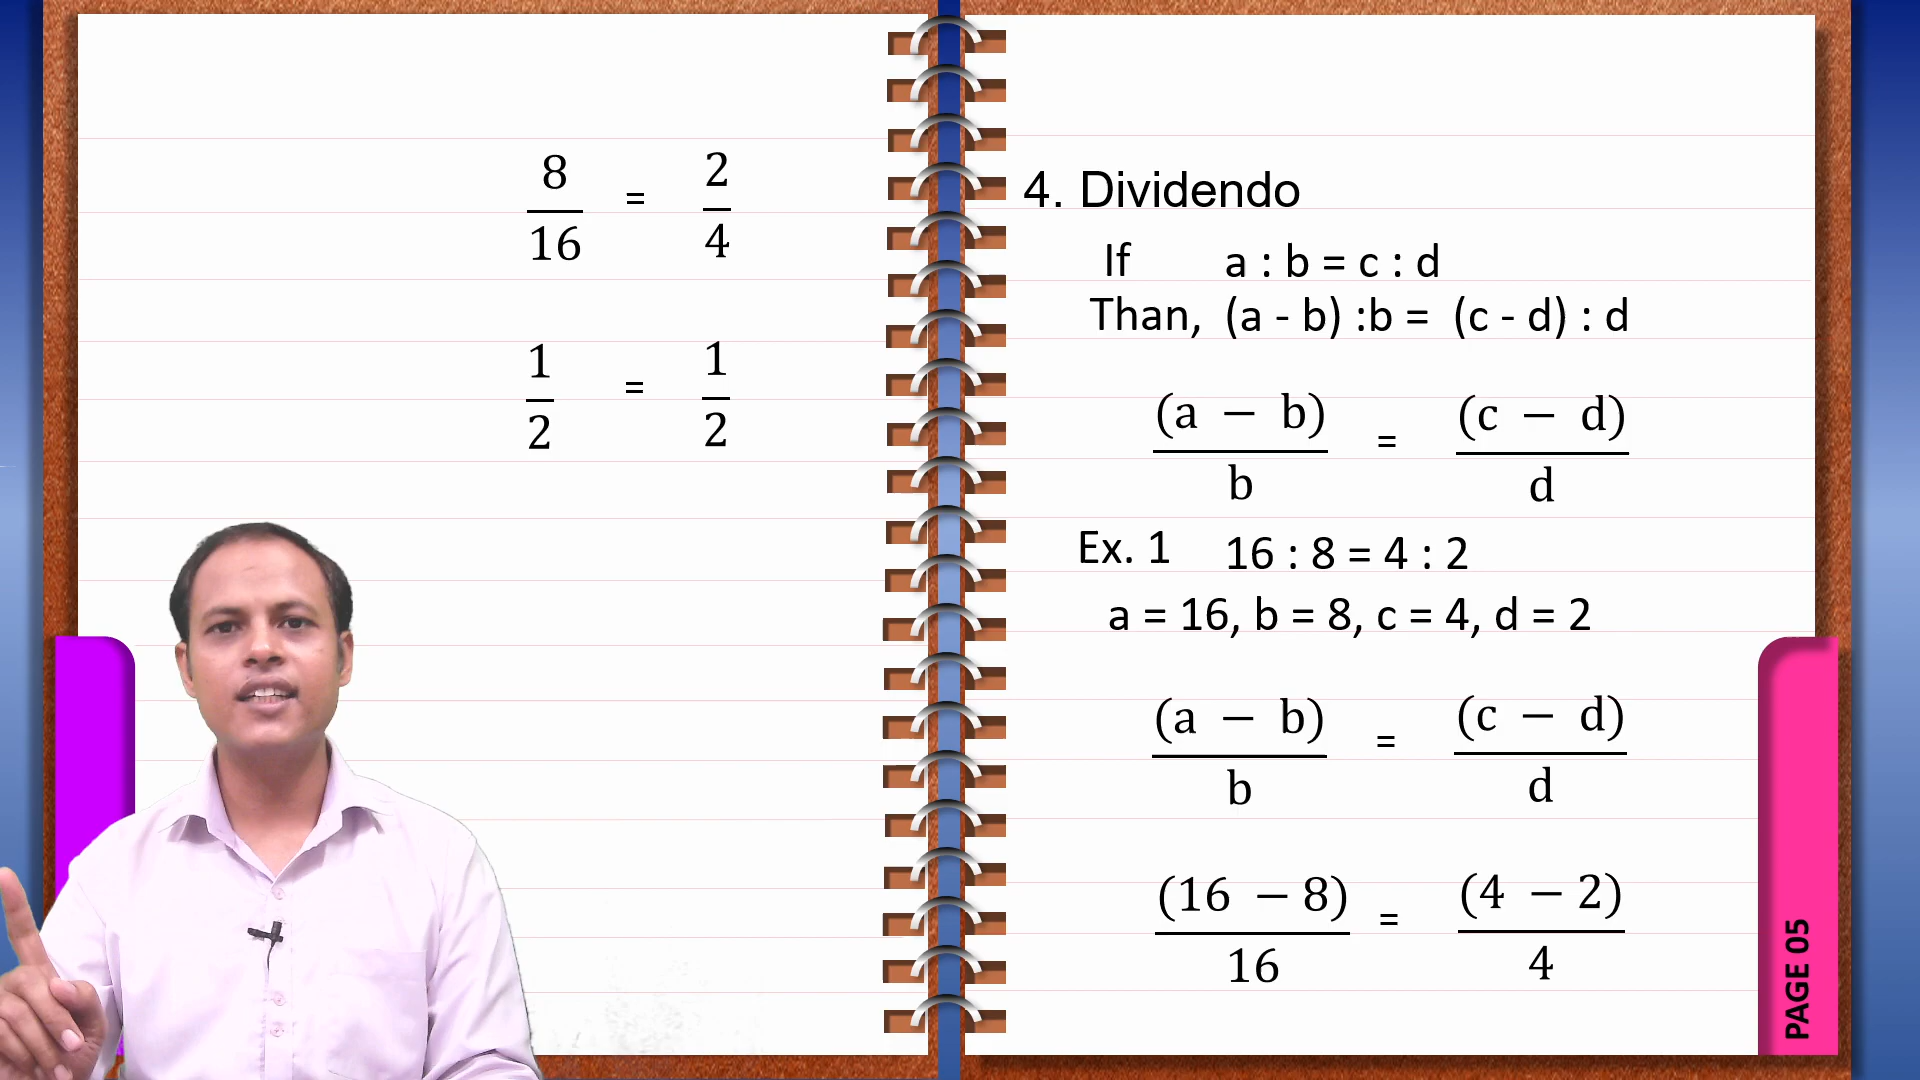 8/16 = 2/4
1/2 = 1/2
4. Dividendo
If a : b = c : d
Than, (a - b) :b = (c - d) : d
(a − b)/b = (c − d)/d
Ex. 1 16 : 8 = 4 : 2
a = 16, b = 8, c = 4, d = 2
(a − b)/b = (c − d)/d
(16 − 8)/16 = (4 − 2)/4
PAGE 05